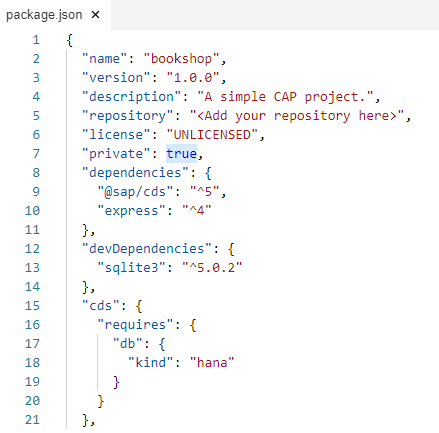 package.json ×
1 {
2 "name": "bookshop",
3 "version": "1.0.0",
4 "description": "A simple CAP project.",
5 "repository": "<Add your repository here>",
6 "license": "UNLICENSED",
7 "private": true,
8 "dependencies": {
9 "@sap/cds": "^5",
10 "express": "^4"
11 },
12 "devDependencies": {
13 "sqlite3": "^5.0.2"
14 },
15 "cds": {
16 "requires": {
17 "db": {
18 "kind": "hana"
19 }
20 }
21 },